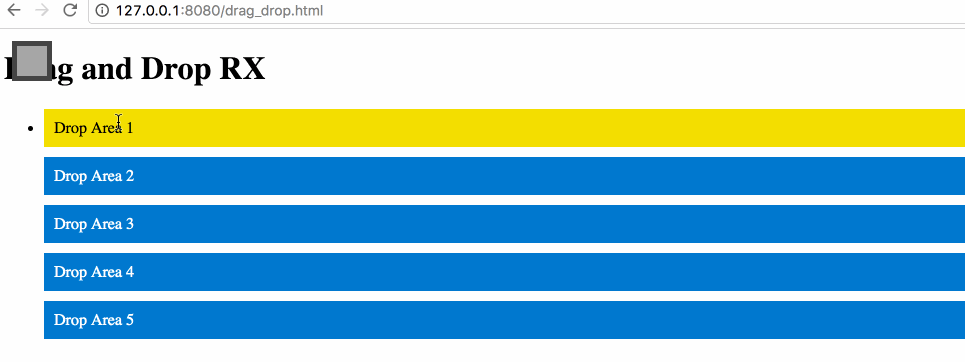 127.0.0.1:8080/drag_drop.html
Drag and Drop RX
Drop Area 1
Drop Area 2
Drop Area 3
Drop Area 4
Drop Area 5